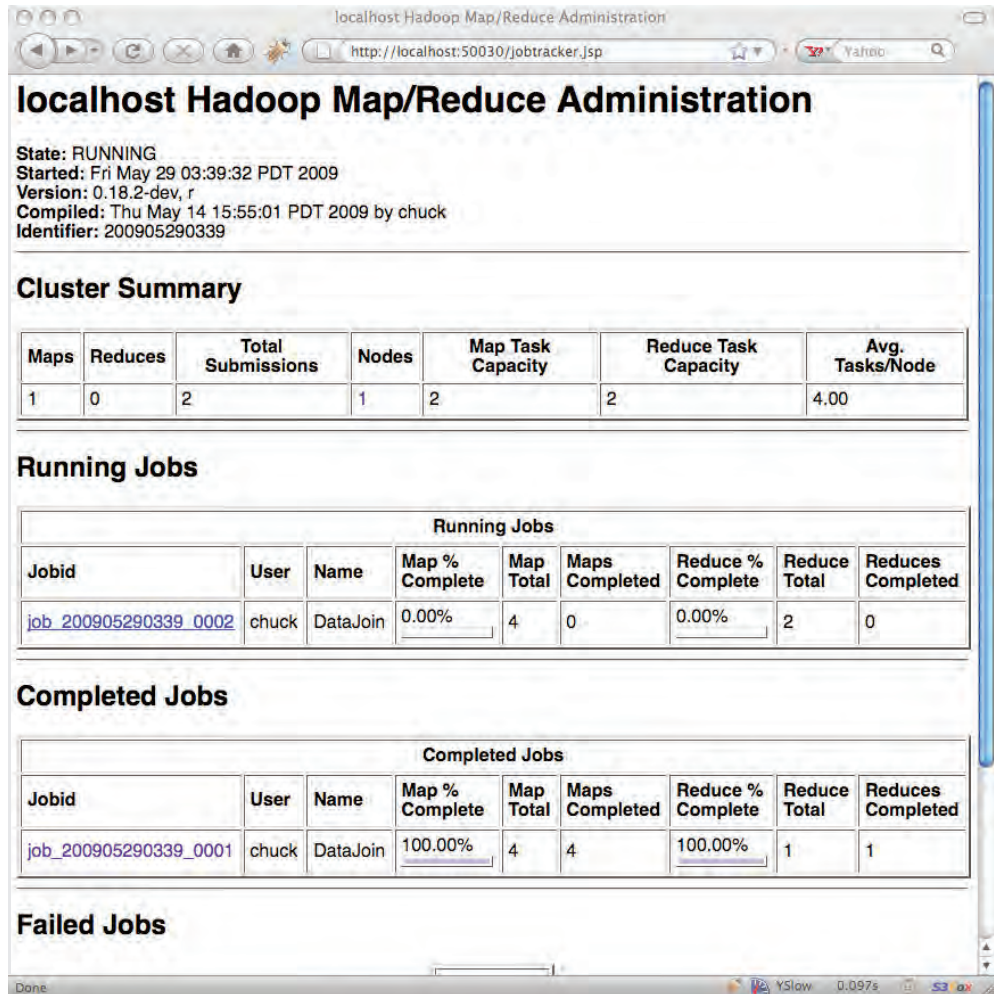 localhost Hadoop Map/Reduce Administration
http://localhost:50030/jobtracker.jsp
Yahoo
localhost Hadoop Map/Reduce Administration
State: RUNNING
Started: Fri May 29 03:39:32 PDT 2009
Version: 0.18.2-dev, r
Compiled: Thu May 14 15:55:01 PDT 2009 by chuck
Identifier: 200905290339
Cluster Summary
Maps Reduces Total Submissions Nodes Map Task Capacity Reduce Task Capacity Avg. Tasks/Node
1 0 2 1 2 2 4.00
Running Jobs
Running Jobs
Jobid User Name Map % Complete Map Total Maps Completed Reduce % Complete Reduce Total Reduces Completed
job_200905290339_0002 chuck DataJoin 0.00% 4 0 0.00% 2 0
Completed Jobs
Completed Jobs
Jobid User Name Map % Complete Map Total Maps Completed Reduce % Complete Reduce Total Reduces Completed
job_200905290339_0001 chuck DataJoin 100.00% 4 4 100.00% 1 1
Failed Jobs
Done YSlow 0.097s